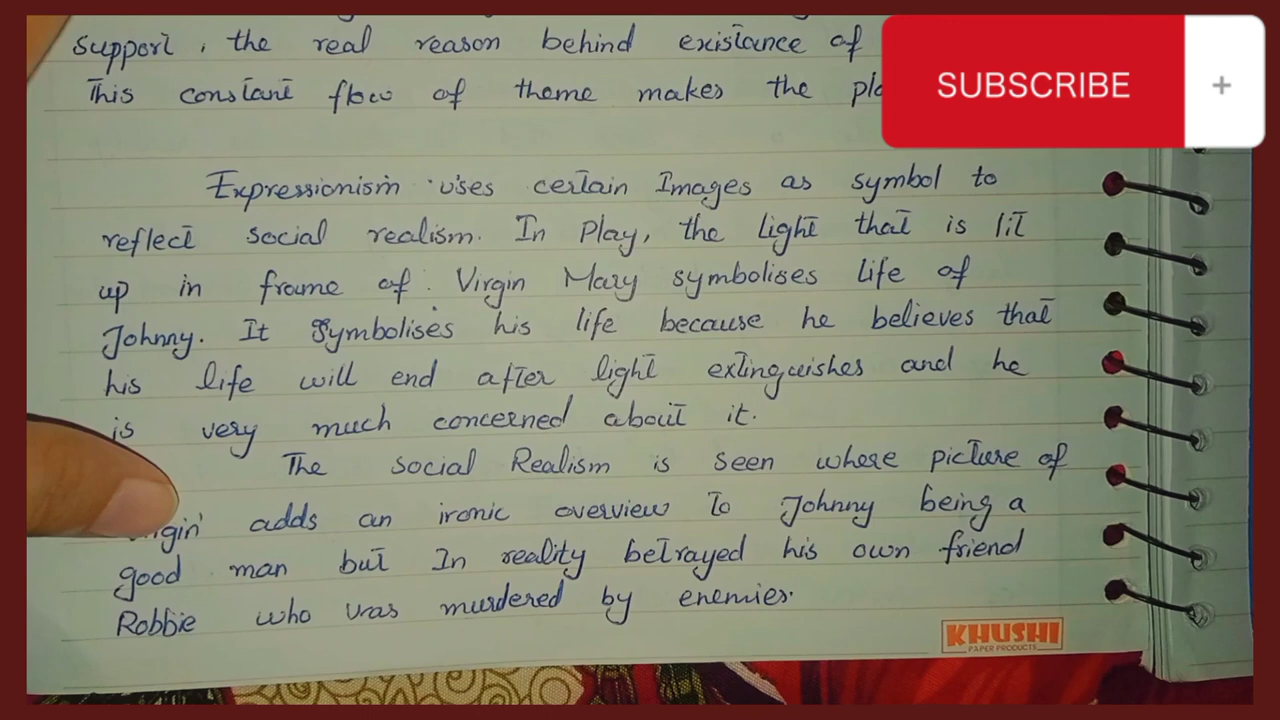 support, the real reason behind existance of
SUBSCRIBE +
This constant flow of theme makes the
Expressionism uses certain Images as symbol to
reflect social realism. In Play, the light that is lit
up in frame of Virgin Mary symbolises life of
Johnny. It Symbolises his life because he believes that
his life will end after light extinguishes and he
is very much concerned about it.
The Social Realism is seen where picture of
adds an ironic overview to Johnny being a
good man but In reality betrayed his own friend
Robbie who was murdered by enemies.
KHUSHI
PAPER PRODUCTS